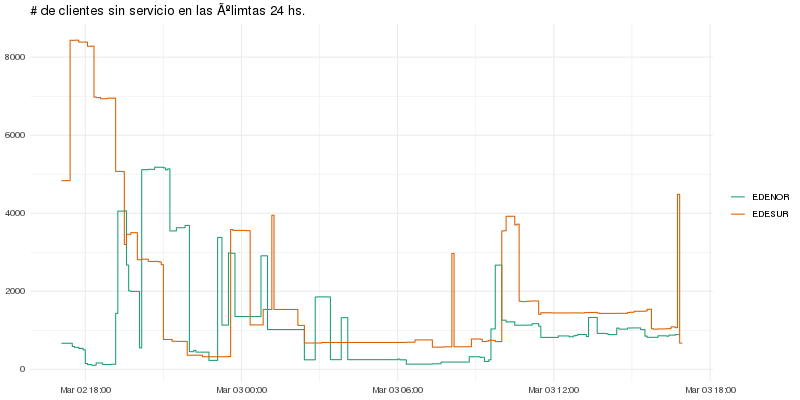 # de clientes sin servicio en las Ãºlimtas 24 hs.
8000
6000
4000
2000
0
Mar 02 18:00
Mar 03 00:00
Mar 03 06:00
Mar 03 12:00
Mar 03 18:00
EDENOR
EDESUR